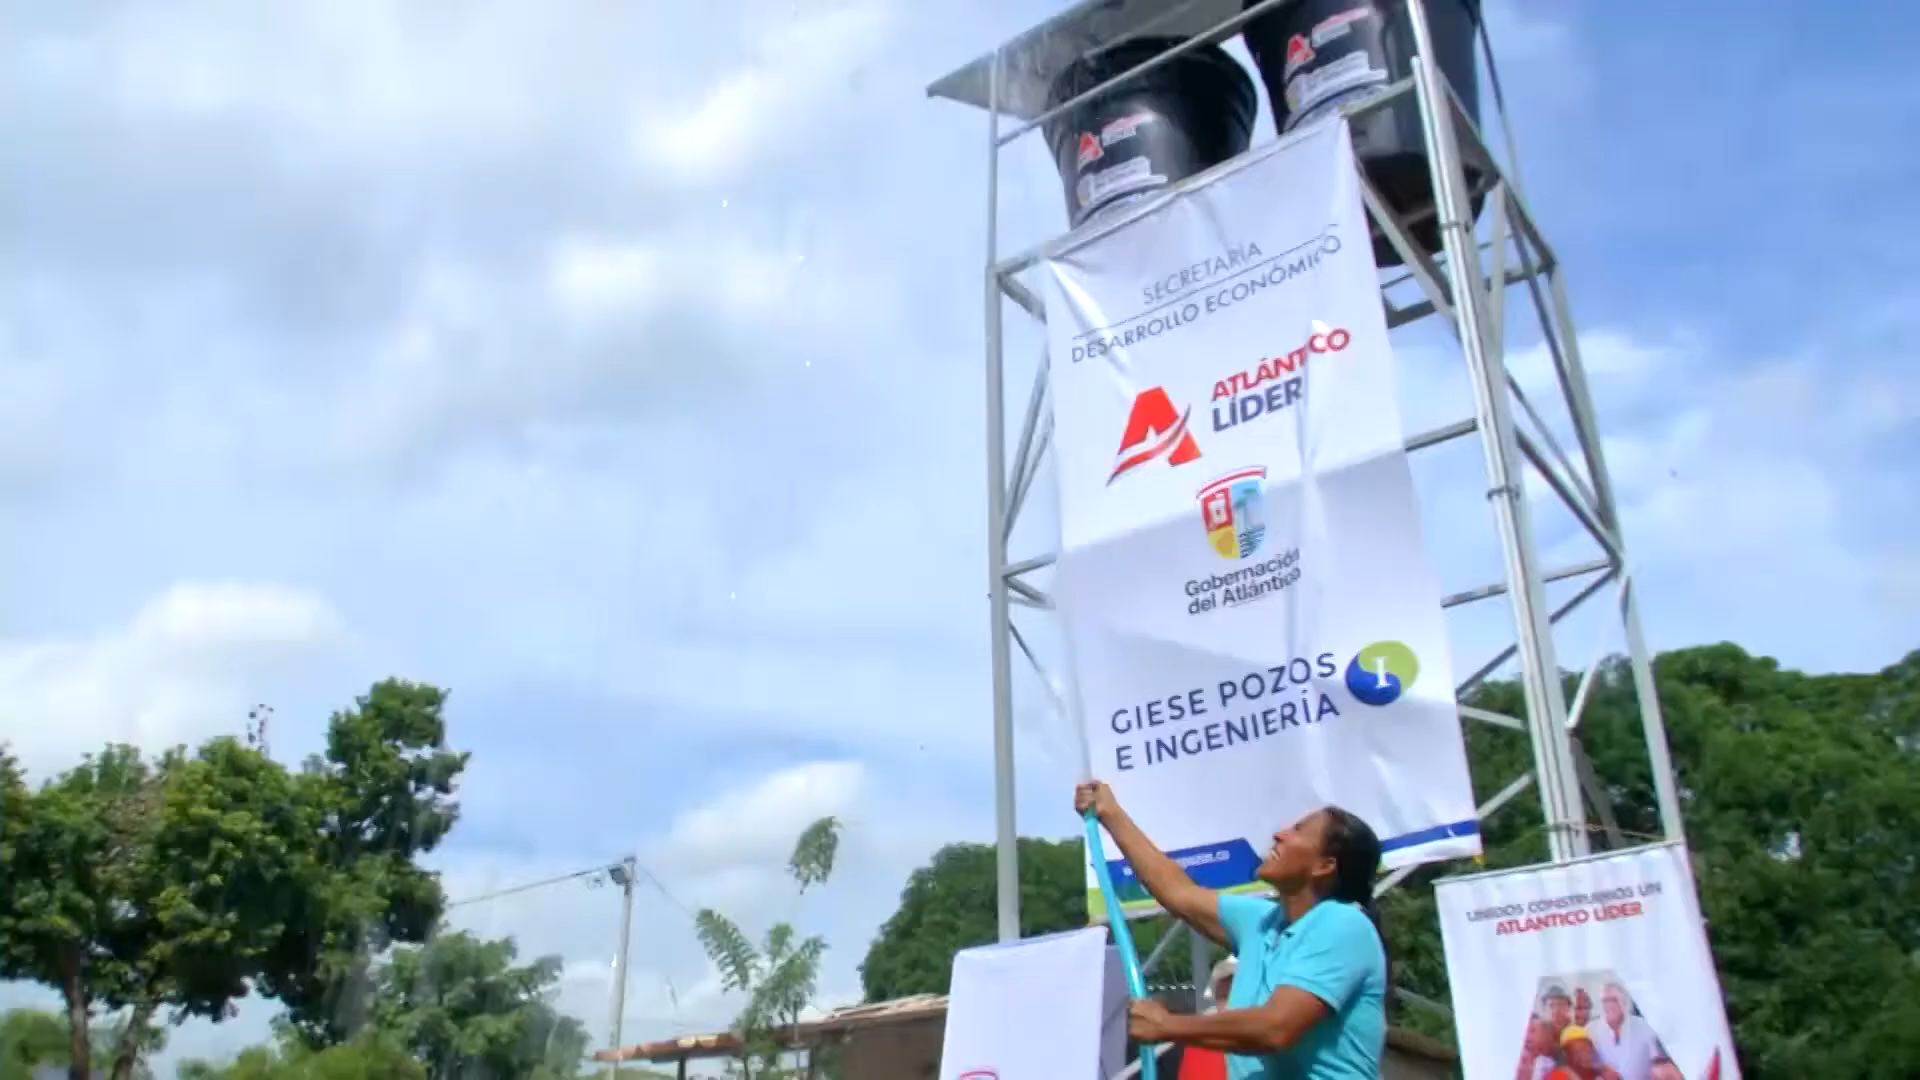 SECRETARÍA
DESARROLLO ECONÓMICO
ATLÁNTICO
LÍDER
Gobernación
del Atlántico
GIESE POZOS I
E INGENIERÍA
UNIDOS CONSTRUIMOS UN
ATLÁNTICO LÍDER